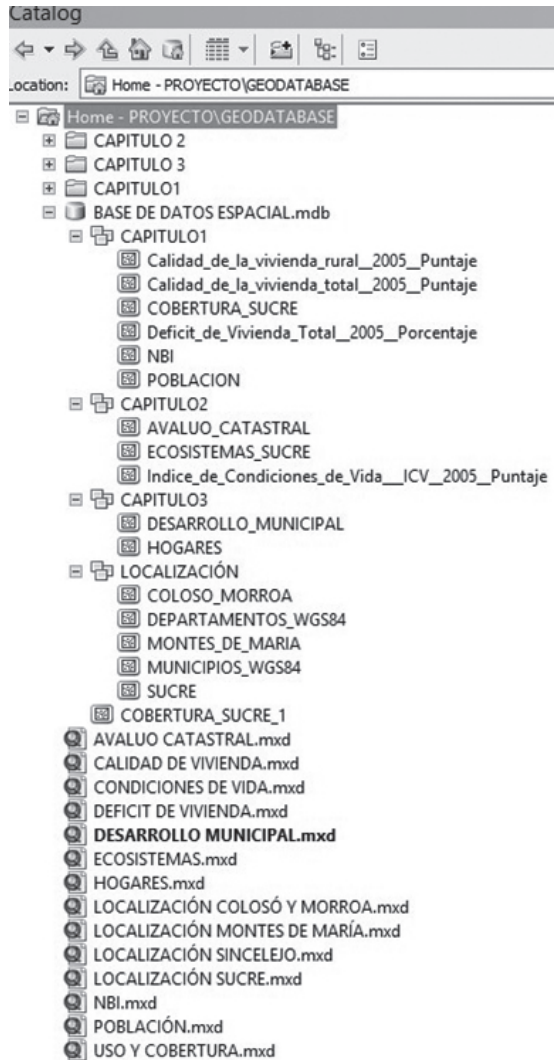 Catalog
Location: Home - PROYECTO\GEODATABASE
Home - PROYECTO\GEODATABASE
CAPITULO 2
CAPITULO 3
CAPITULO1
BASE DE DATOS ESPACIAL.mdb
CAPITULO1
Calidad_de_la_vivienda_rural__2005__Puntaje
Calidad_de_la_vivienda_total__2005__Puntaje
COBERTURA_SUCRE
Deficit_de_Vivienda_Total__2005__Porcentaje
NBI
POBLACION
CAPITULO2
AVALUO_CATASTRAL
ECOSISTEMAS_SUCRE
Indice_de_Condiciones_de_Vida___ICV__2005__Puntaje
CAPITULO3
DESARROLLO_MUNICIPAL
HOGARES
LOCALIZACIÓN
COLOSO_MORROA
DEPARTAMENTOS_WGS84
MONTES_DE_MARIA
MUNICIPIOS_WGS84
SUCRE
COBERTURA_SUCRE_1
AVALUO CATASTRAL.mxd
CALIDAD DE VIVIENDA.mxd
CONDICIONES DE VIDA.mxd
DEFICIT DE VIVIENDA.mxd
DESARROLLO MUNICIPAL.mxd
ECOSISTEMAS.mxd
HOGARES.mxd
LOCALIZACIÓN COLOSÓ Y MORROA.mxd
LOCALIZACIÓN MONTES DE MARÍA.mxd
LOCALIZACIÓN SINCELEJO.mxd
LOCALIZACIÓN SUCRE.mxd
NBI.mxd
POBLACIÓN.mxd
USO Y COBERTURA.mxd